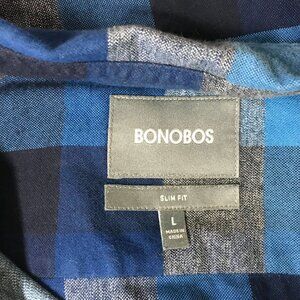 BONOBOS
SLIM FIT
L
MADE IN
CHINA